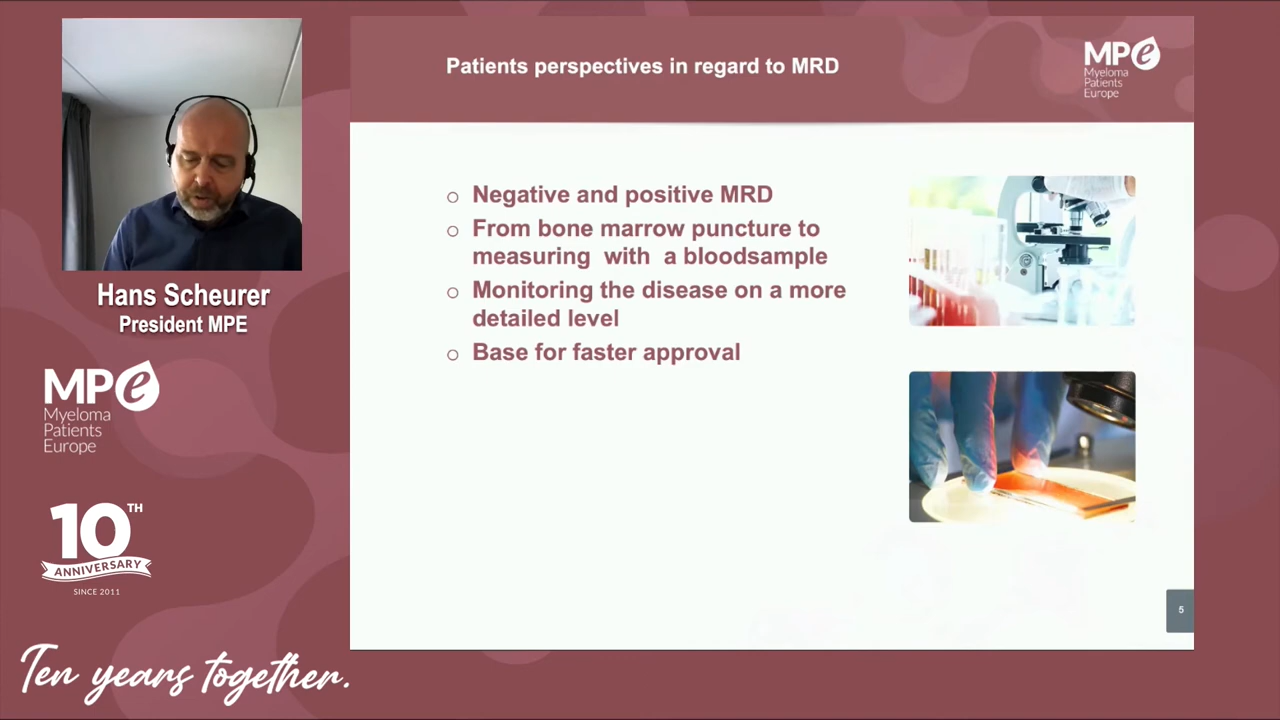 Patients perspectives in regard to MRD
MPe
Myeloma
Patients
Europe
Negative and positive MRD
From bone marrow puncture to
measuring with a bloodsample
Monitoring the disease on a more
detailed level
Base for faster approval
5
Hans Scheurer
President MPE
MPe
Myeloma
Patients
Europe
10TH
ANNIVERSARY
SINCE 2011
Ten years together.